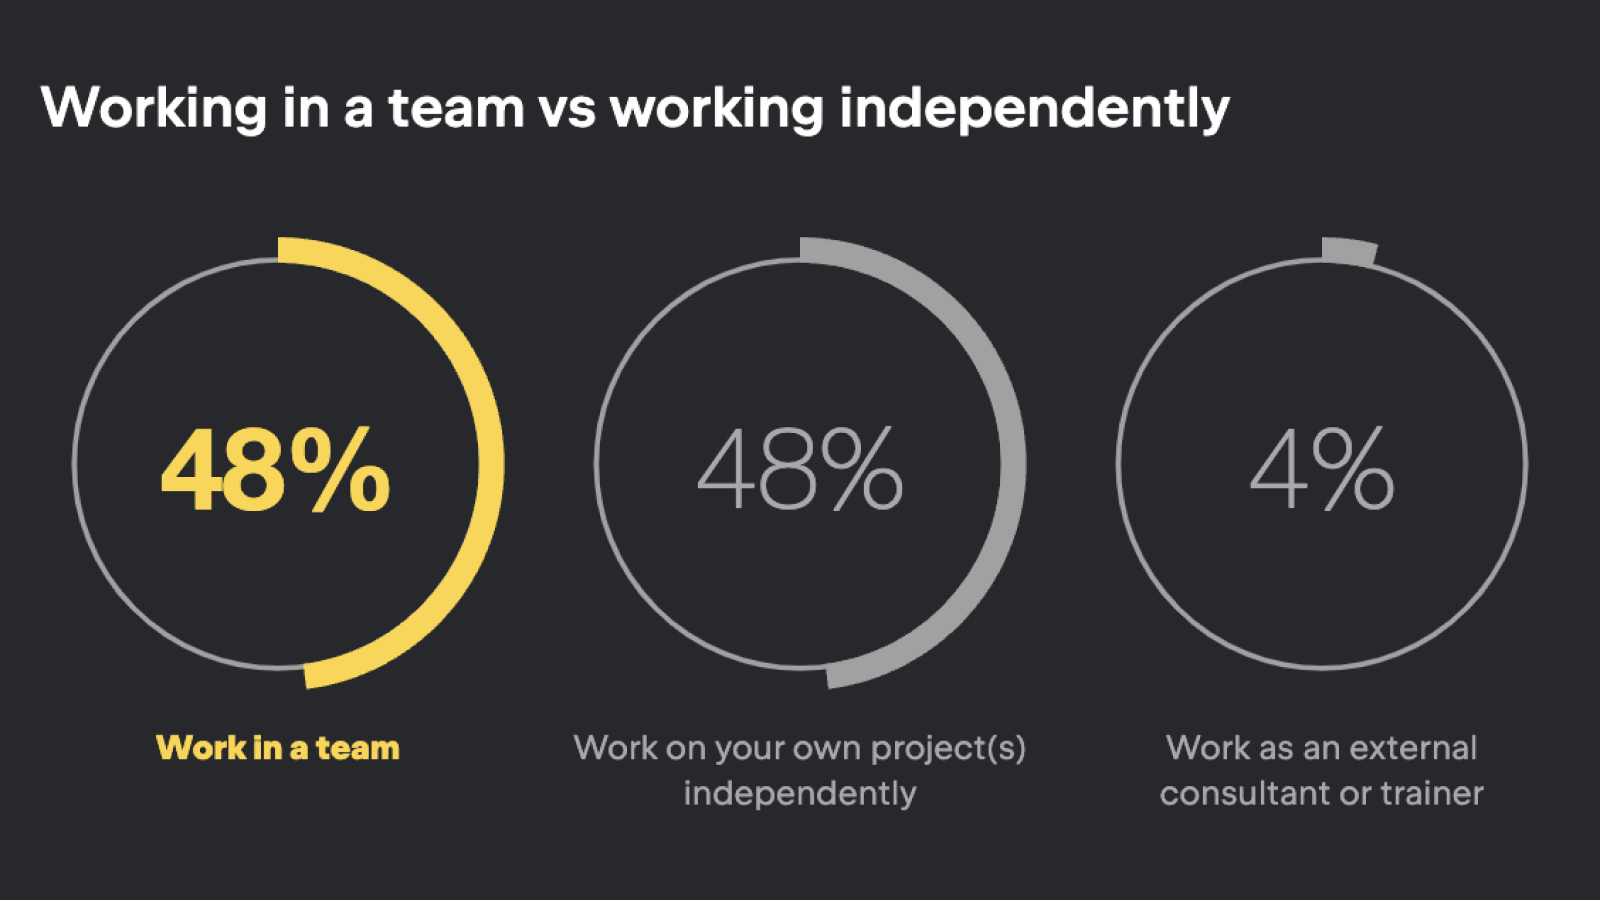 Working in a team vs working independently
48%
48%
4%
Work in a team
Work on your own project(s)
independently
Work as an external
consultant or trainer